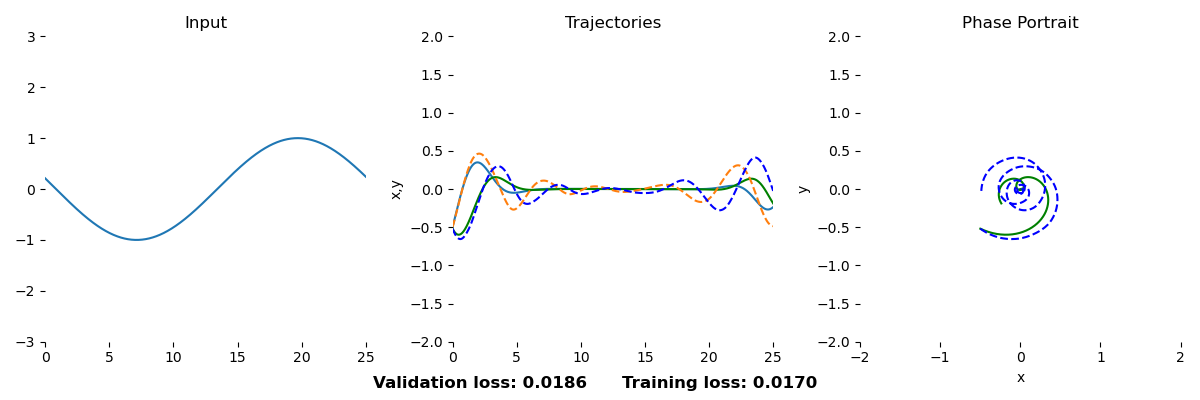 Input
3
2
1
0
−1
−2
−3
0 5 10 15 20 25
Trajectories
x,y
2.0
1.5
1.0
0.5
0.0
−0.5
−1.0
−1.5
−2.0
0 5 10 15 20 25
Phase Portrait
y
2.0
1.5
1.0
0.5
0.0
−0.5
−1.0
−1.5
−2.0
−2 −1 0 1 2
x
Validation loss: 0.0186 Training loss: 0.0170